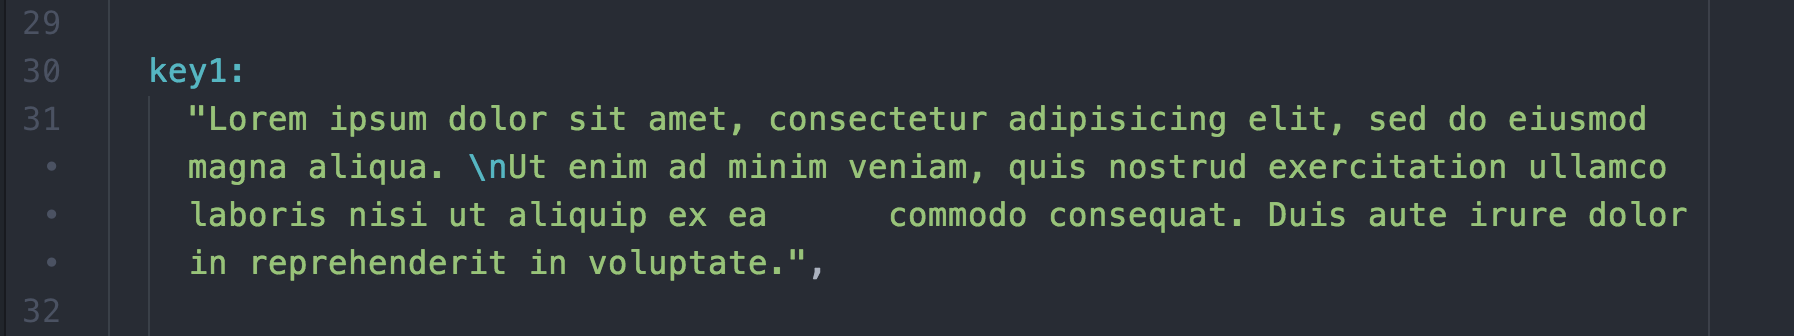 29
30 key1:
31 "Lorem ipsum dolor sit amet, consectetur adipisicing elit, sed do eiusmod
• magna aliqua. \nUt enim ad minim veniam, quis nostrud exercitation ullamco
• laboris nisi ut aliquip ex ea      commodo consequat. Duis aute irure dolor
• in reprehenderit in voluptate.",
32